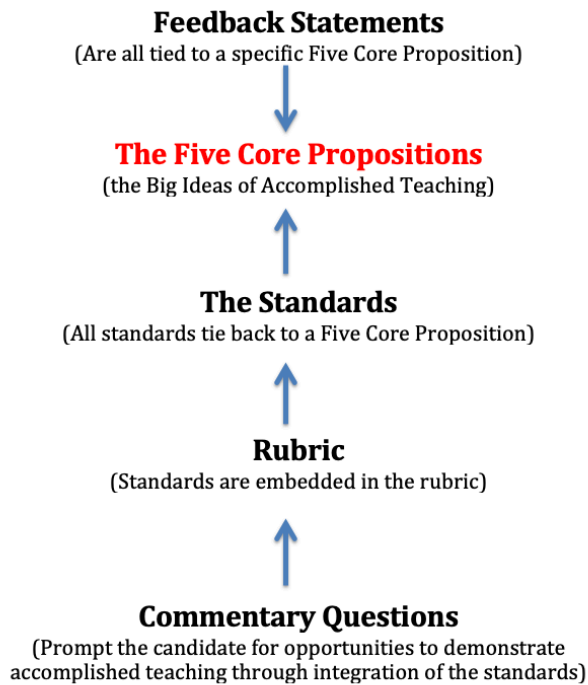 Feedback Statements
(Are all tied to a specific Five Core Proposition)
The Five Core Propositions
(the Big Ideas of Accomplished Teaching)
The Standards
(All standards tie back to a Five Core Proposition)
Rubric
(Standards are embedded in the rubric)
Commentary Questions
(Prompt the candidate for opportunities to demonstrate
accomplished teaching through integration of the standards)